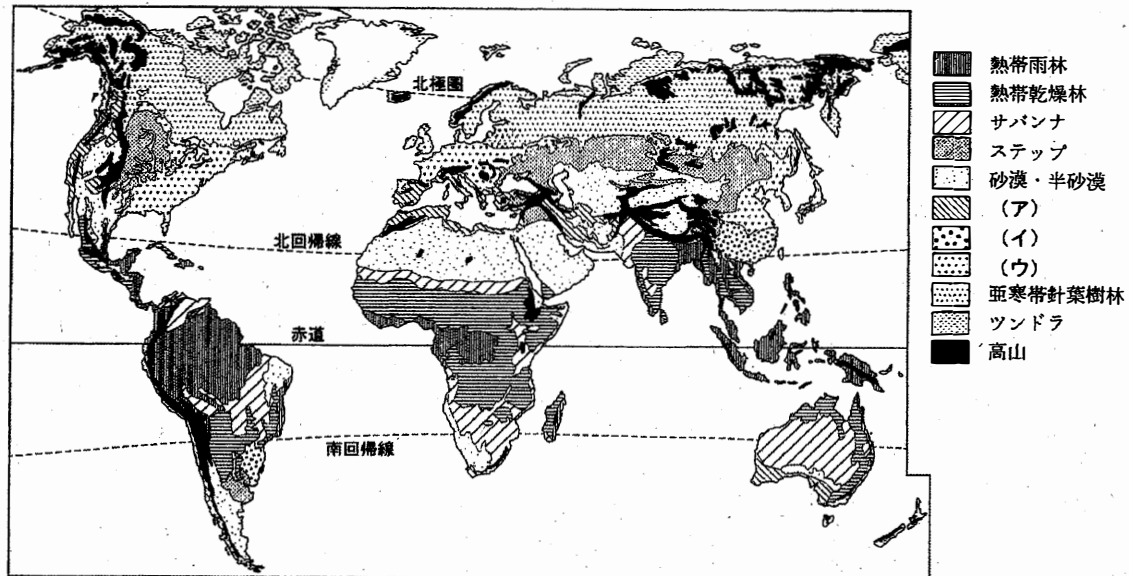 北極圏
北回帰線
赤道
南回帰線
熱帯雨林
熱帯乾燥林
サバンナ
ステップ
砂漠・半砂漠
(ア)
(イ)
(ウ)
亜寒帯針葉樹林
ツンドラ
高山